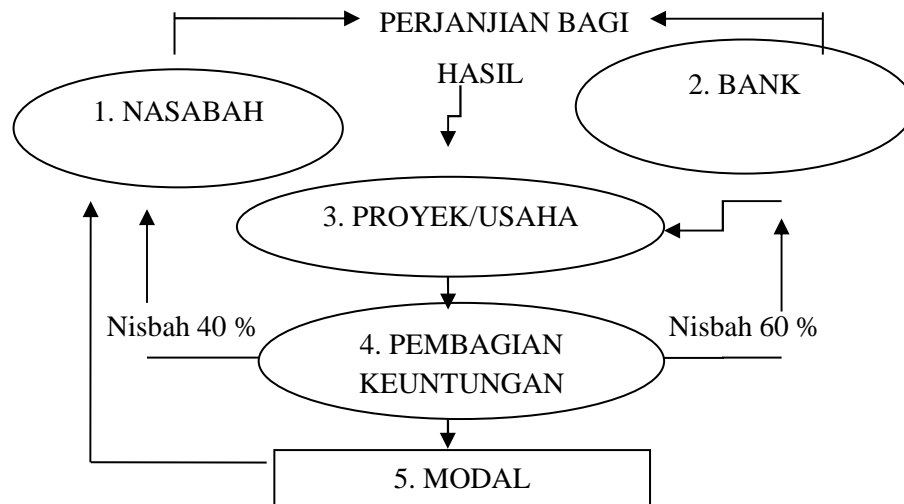 PERJANJIAN BAGI
HASIL
1. NASABAH
2. BANK
3. PROYEK/USAHA
Nisbah 40 %
Nisbah 60 %
4. PEMBAGIAN
KEUNTUNGAN
5. MODAL